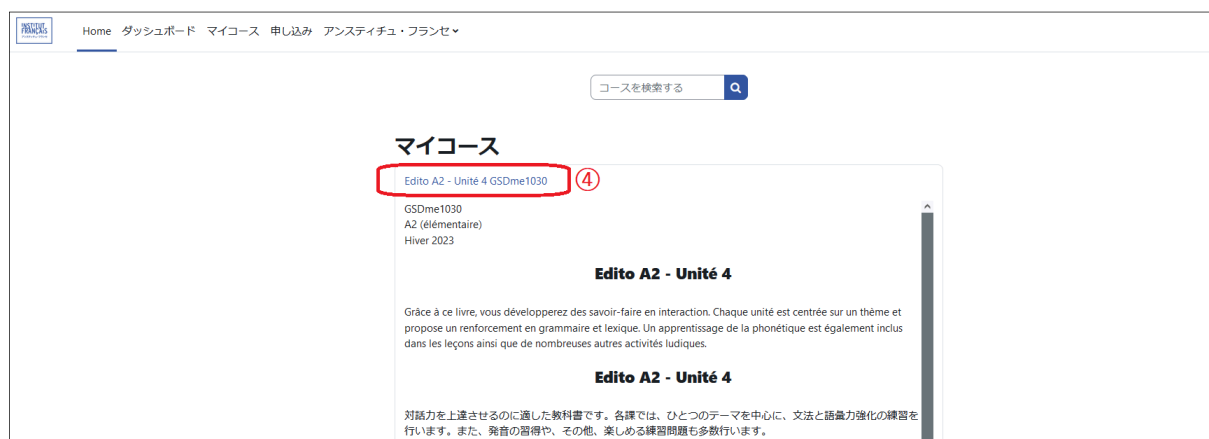 INSTITUT
FRANÇAIS
Home ダッシュボード マイコース 申し込み アンスティチュ・フランセ
コースを検索する
マイコース
Edito A2 - Unité 4 GSDme1030
④
GSDme1030
A2 (élémentaire)
Hiver 2023
Edito A2 - Unité 4
Grâce à ce livre, vous développerez des savoir-faire en interaction. Chaque unité est centrée sur un thème et
propose un renforcement en grammaire et lexique. Un apprentissage de la phonétique est également inclus
dans les leçons ainsi que de nombreuses autres activités ludiques.
Edito A2 - Unité 4
対話力を上達させるのに適した教科書です。各課では、ひとつのテーマを中心に、文法と語彙力強化の練習を
行います。また、発音の習得や、その他、楽しめる練習問題も多数行います。